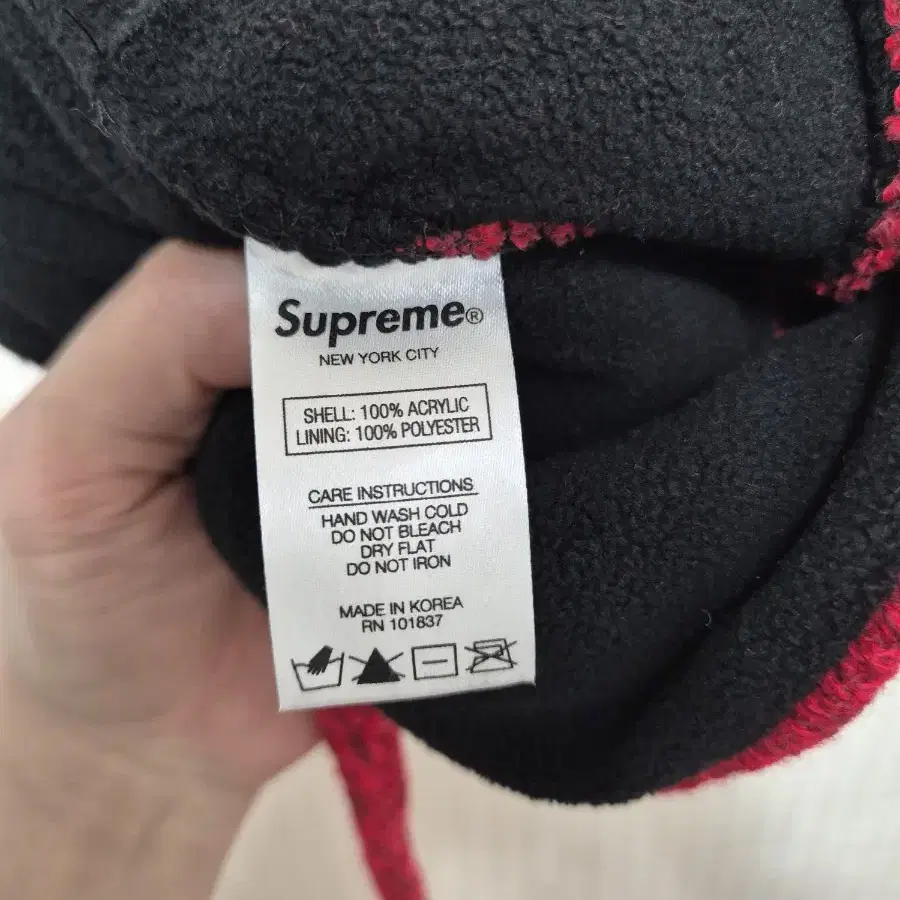 Supreme®
NEW YORK CITY
SHELL: 100% ACRYLIC
LINING: 100% POLYESTER
CARE INSTRUCTIONS
HAND WASH COLD
DO NOT BLEACH
DRY FLAT
DO NOT IRON
MADE IN KOREA
RN 101837